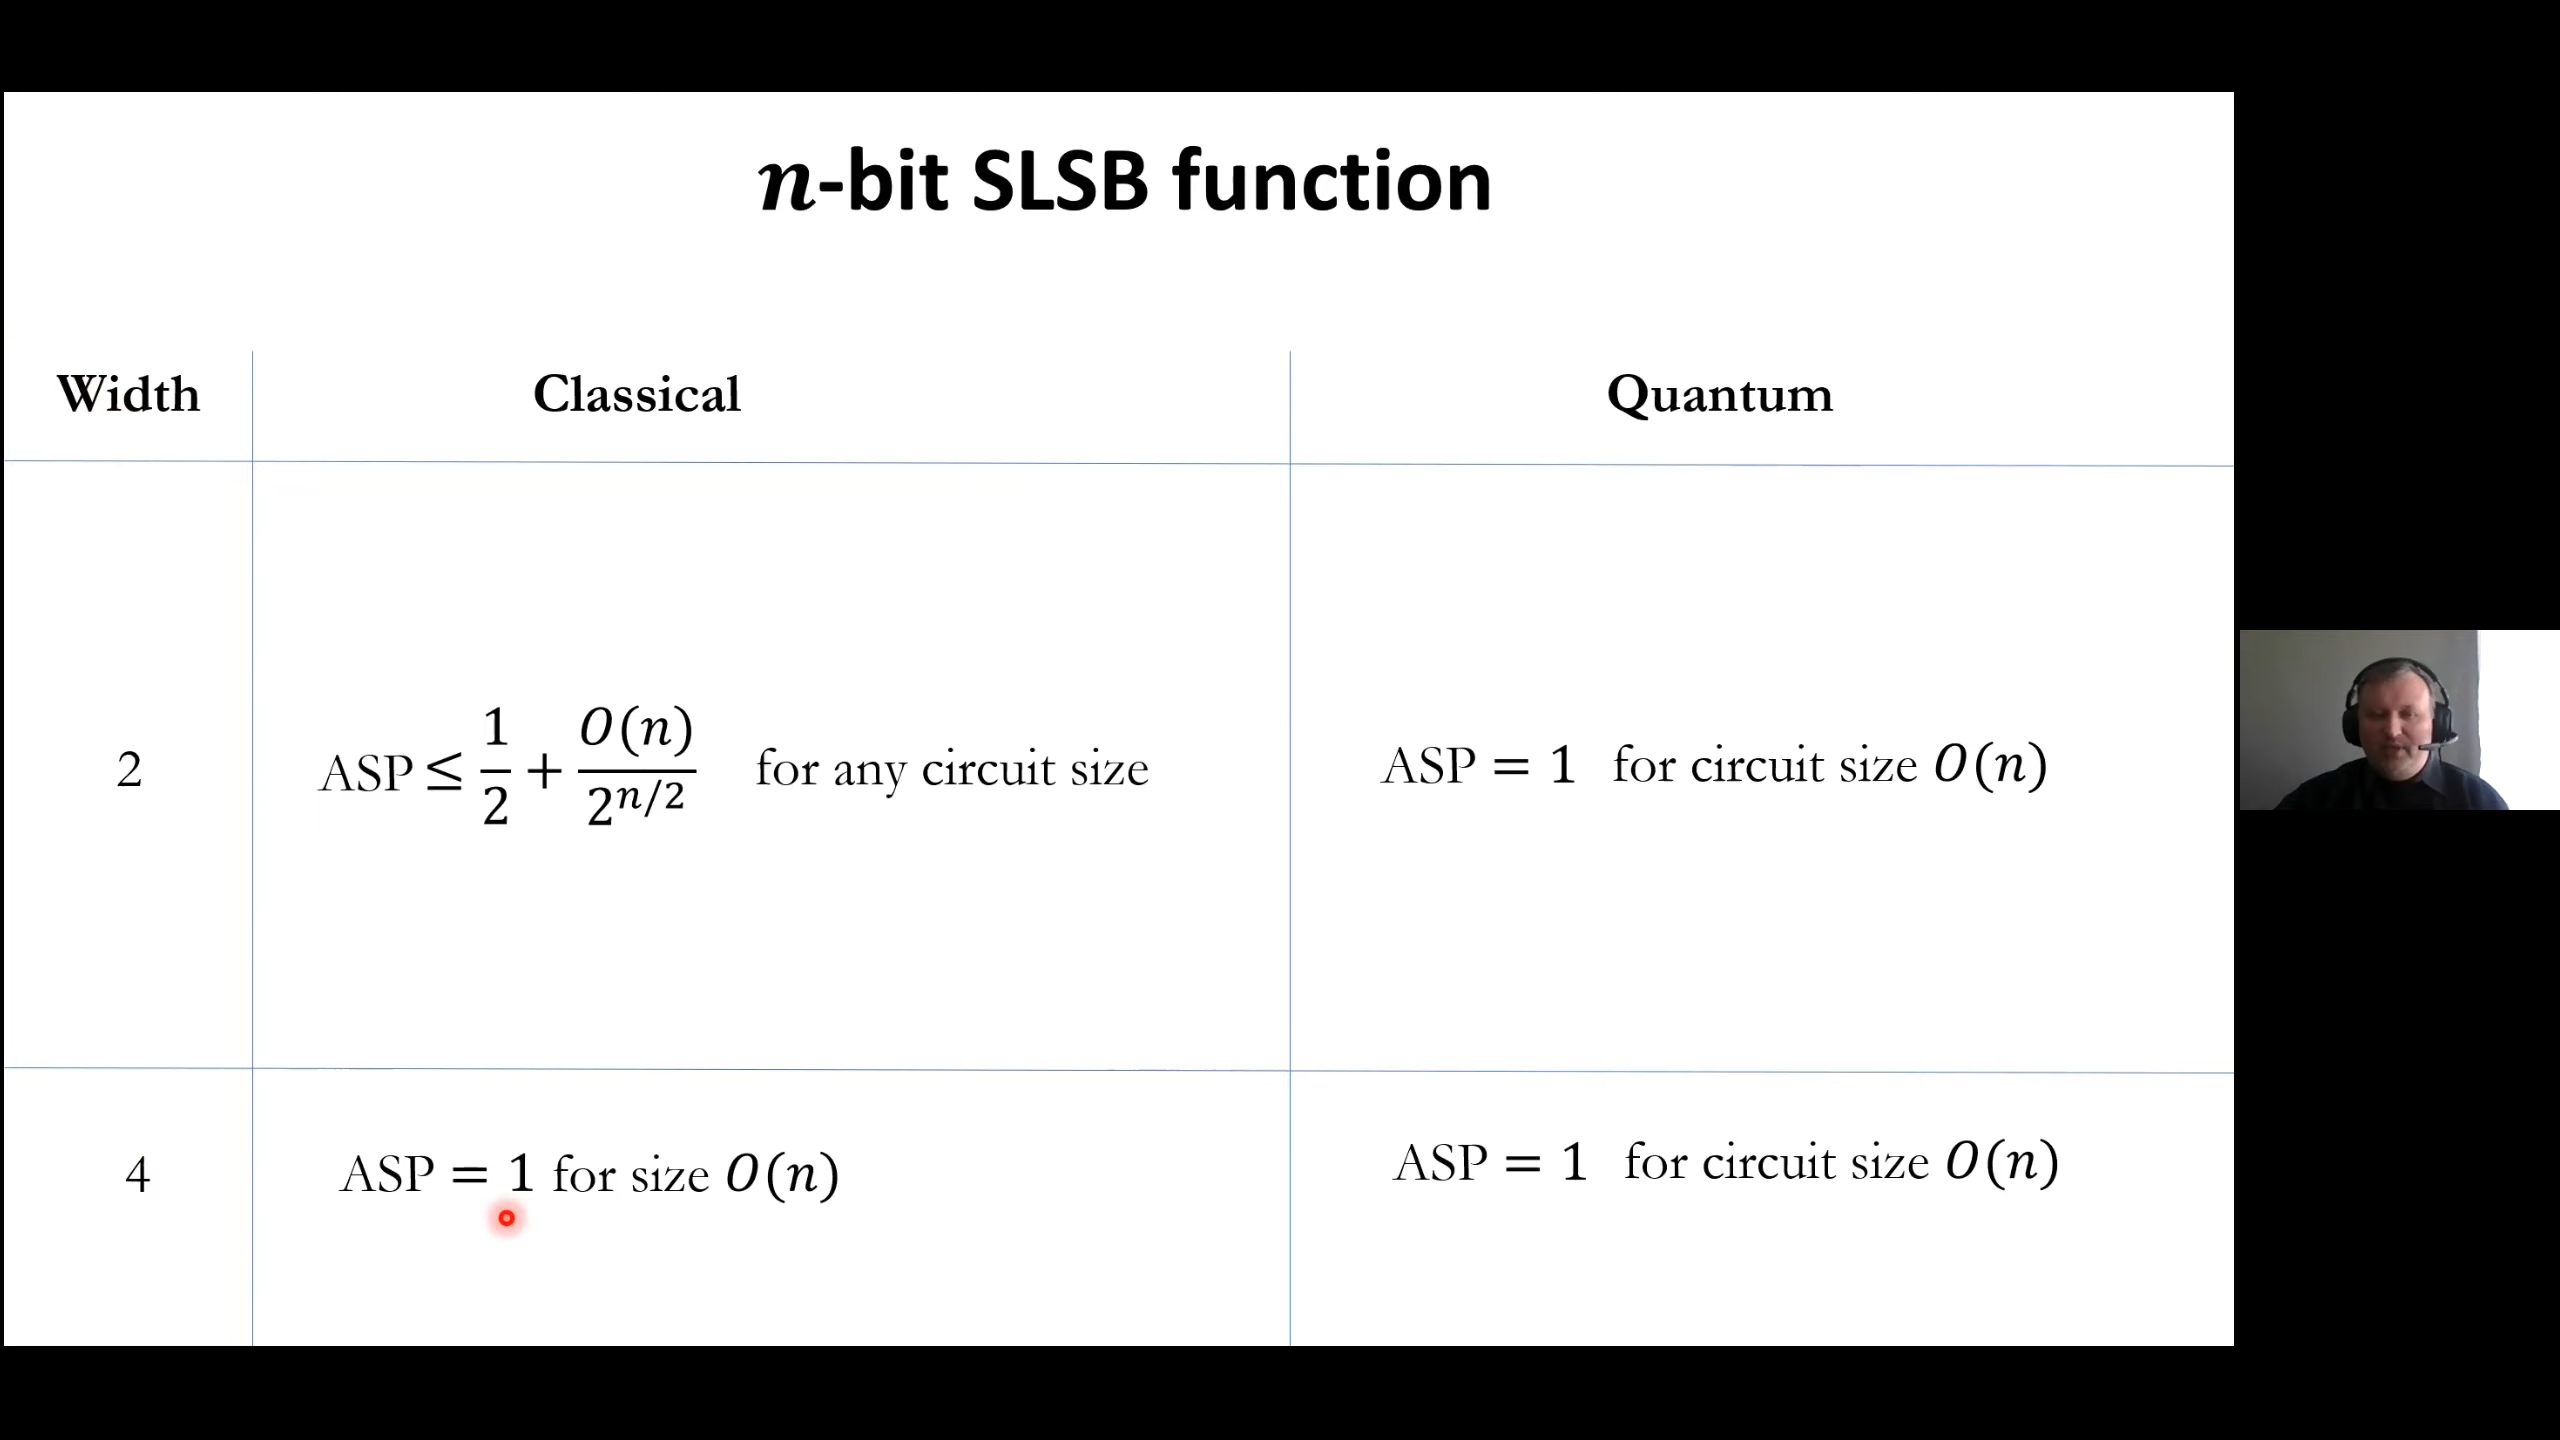 n-bit SLSB function
Width Classical Quantum
2 ASP ≤ 1/2 + O(n)/2^{n/2} for any circuit size ASP = 1 for circuit size O(n)
4 ASP = 1 for size O(n) ASP = 1 for circuit size O(n)